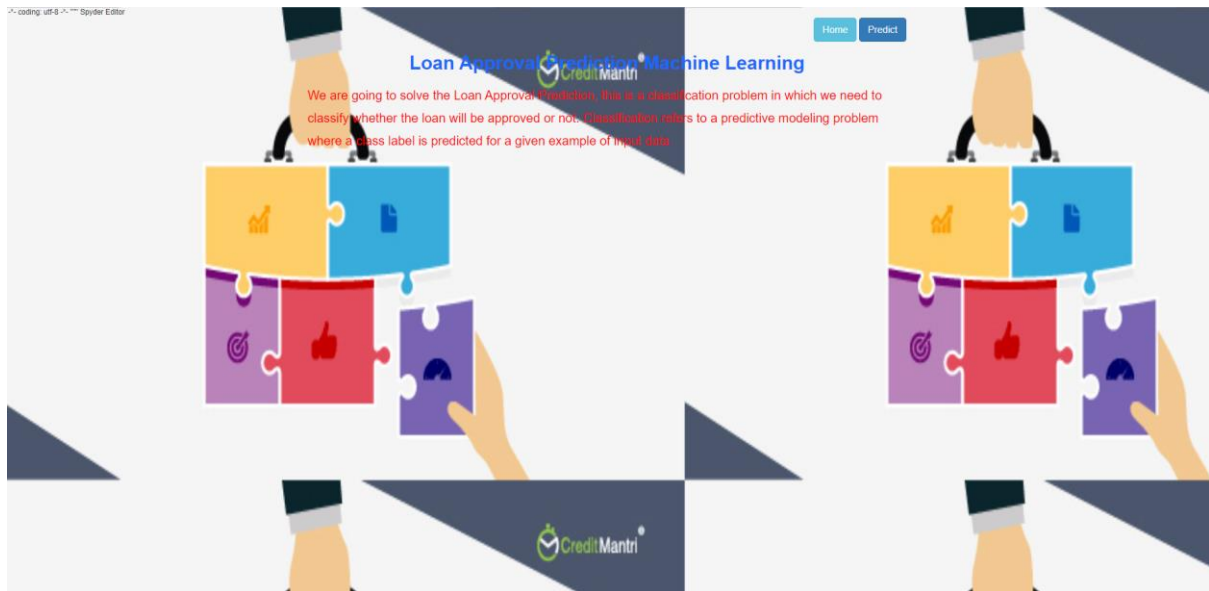 -*- coding: utf-8 -*- """ Spyder Editor
Home Predict
Loan Approval Prediction Machine Learning
CreditMantri
We are going to solve the Loan Approval Prediction, this is a classification problem in which we need to
classify whether the loan will be approved or not. Classification refers to a predictive modeling problem
where a class label is predicted for a given example of input data
CreditMantri